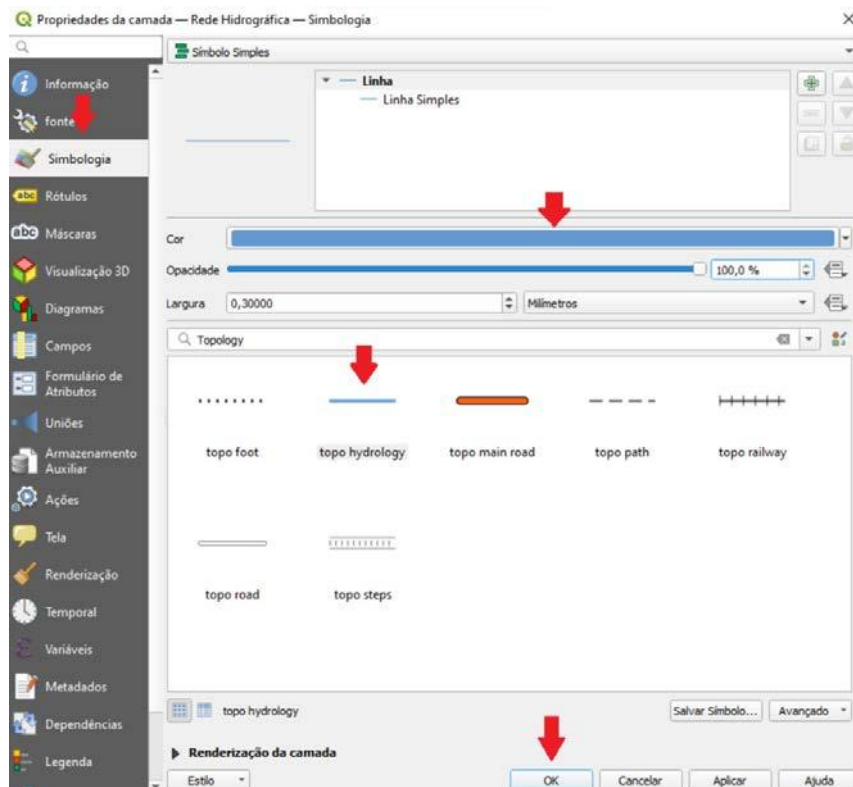 Propriedades da camada — Rede Hidrográfica — Simbologia
Símbolo Simples
Informação
fonte
Simbologia
Rótulos
Máscaras
Visualização 3D
Diagramas
Campos
Formulário de
Atributos
Uniões
Armazenamento
Auxiliar
Ações
Tela
Renderização
Temporal
Variáveis
Metadados
Dependências
Legenda
Linha
Linha Simples
Cor
Opacidade
100,0 %
Largura
0,30000
Milímetros
Topology
topo foot
topo hydrology
topo main road
topo path
topo railway
topo road
topo steps
topo hydrology
Salvar Símbolo...
Avançado
Renderização da camada
Estilo
OK
Cancelar
Aplicar
Ajuda
abc
abc